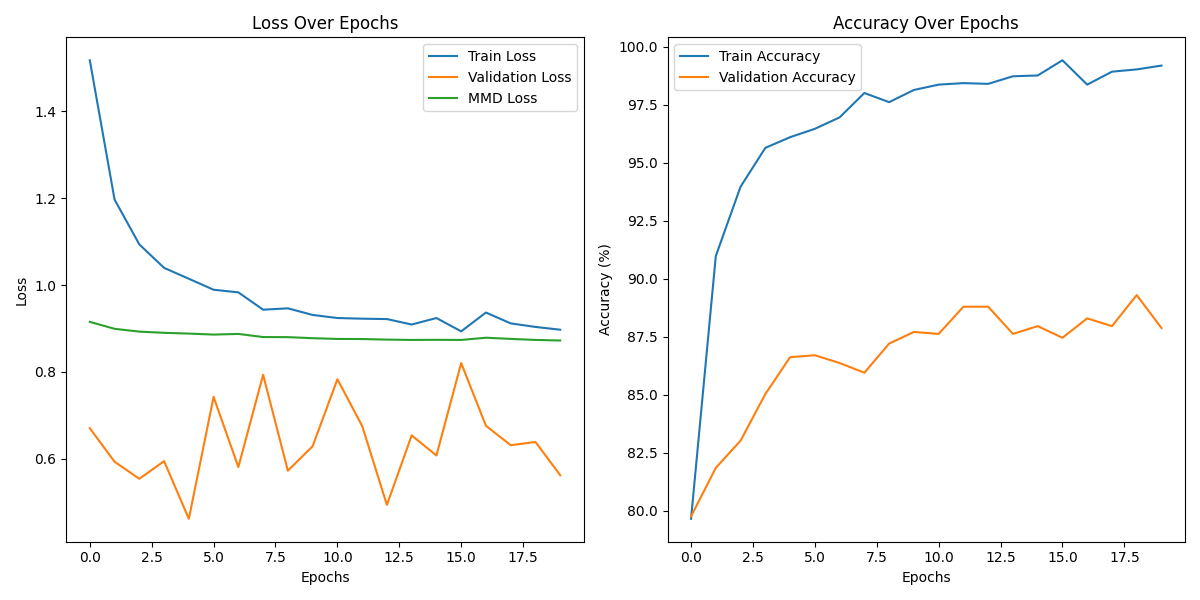 Loss Over Epochs
Train Loss
Validation Loss
MMD Loss
1.4
1.2
1.0
0.8
0.6
Loss
0.0
2.5
5.0
7.5
10.0
12.5
15.0
17.5
Epochs
Accuracy Over Epochs
Train Accuracy
Validation Accuracy
100.0
97.5
95.0
92.5
90.0
87.5
85.0
82.5
80.0
Accuracy (%)
0.0
2.5
5.0
7.5
10.0
12.5
15.0
17.5
Epochs